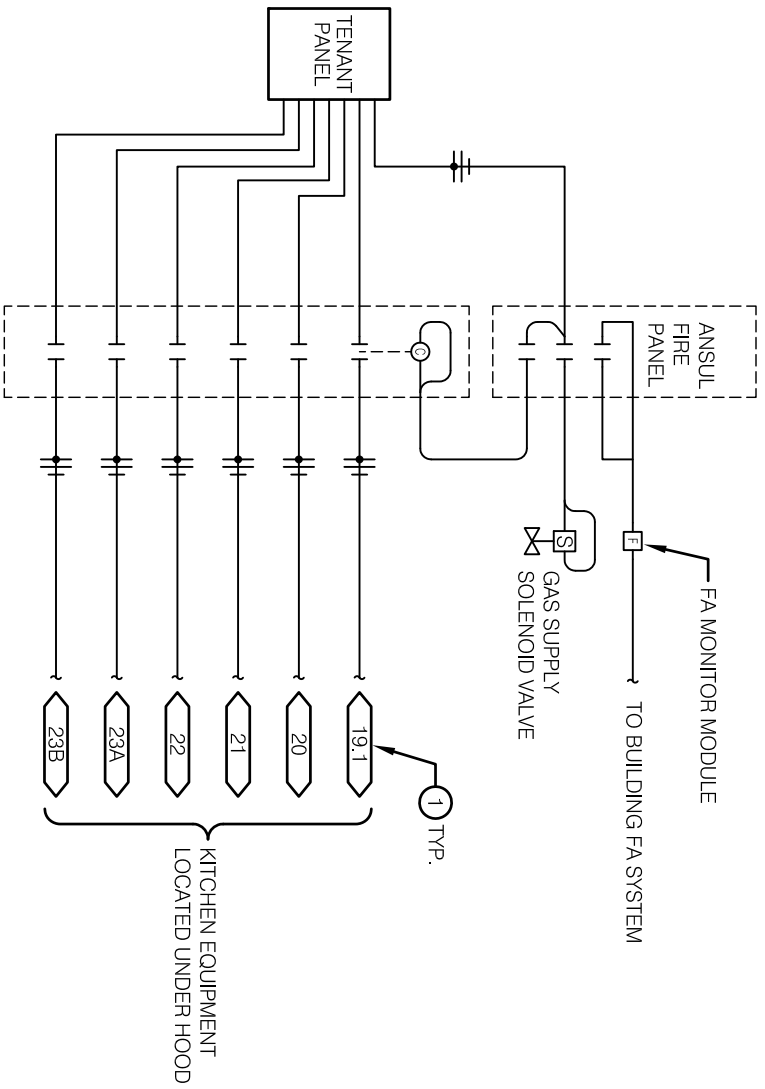 TENANT
PANEL
ANSUL
FIRE
PANEL
C
S
F
GAS SUPPLY
SOLENOID VALVE
FA MONITOR MODULE
TO BUILDING FA SYSTEM
1 TYP.
19.1
20
21
22
23A
23B
KITCHEN EQUIPMENT
LOCATED UNDER HOOD